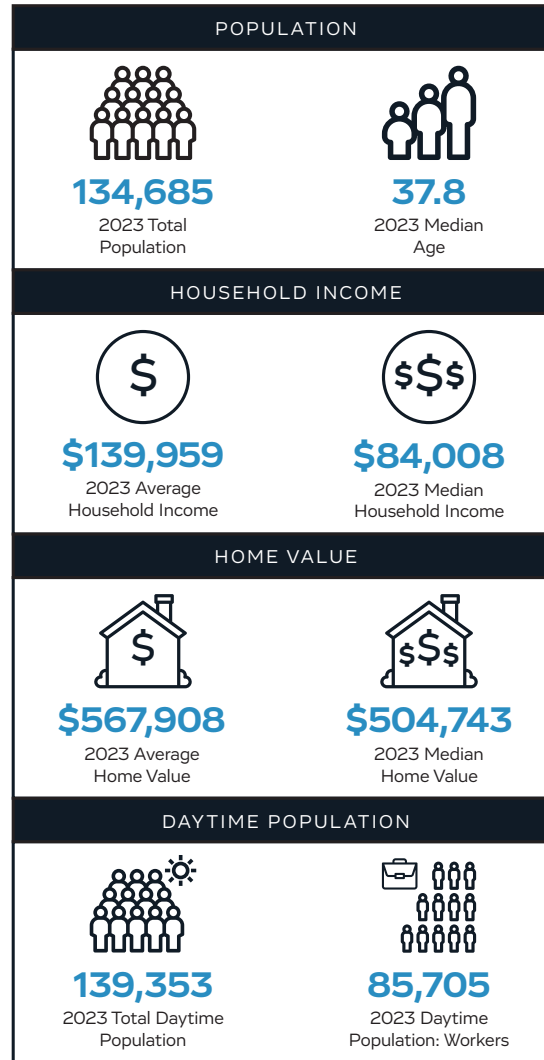 POPULATION
134,685
2023 Total
Population
37.8
2023 Median
Age
HOUSEHOLD INCOME
$
$139,959
2023 Average
Household Income
$$$
$84,008
2023 Median
Household Income
HOME VALUE
$
$567,908
2023 Average
Home Value
$$$
$504,743
2023 Median
Home Value
DAYTIME POPULATION
139,353
2023 Total Daytime
Population
85,705
2023 Daytime
Population: Workers